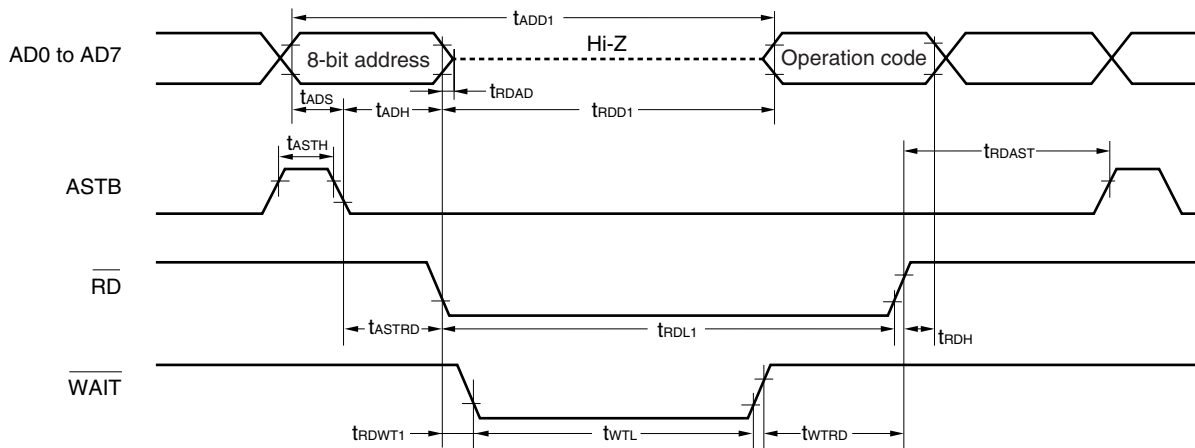 tADD1
AD0 to AD7
8-bit address
Hi-Z
Operation code
tADS
tADH
tRDAD
tRDD1
tASTH
tRDAST
ASTB
RD
tASTRD
tRDL1
tRDH
WAIT
tRDWT1
tWTL
tWTRD